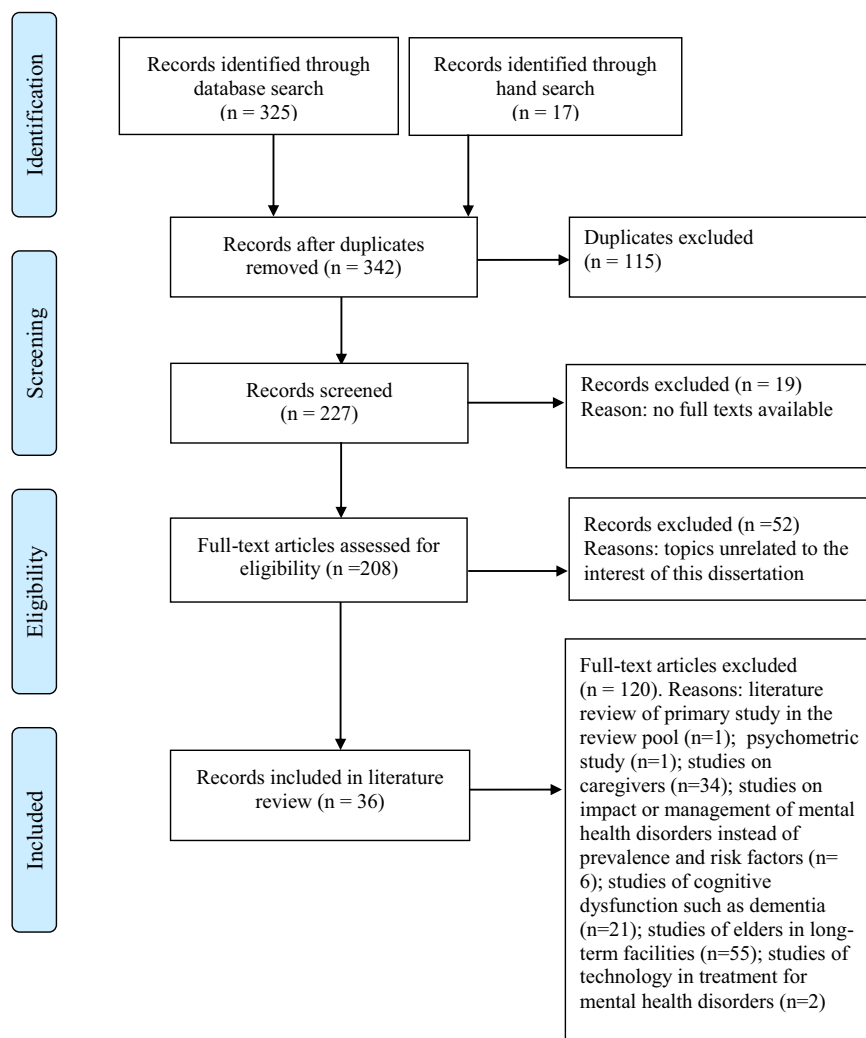 Identification
Records identified through
database search
(n = 325)
Records identified through
hand search
(n = 17)
Records after duplicates
removed (n = 342)
Duplicates excluded
(n = 115)
Screening
Records screened
(n = 227)
Records excluded (n = 19)
Reason: no full texts available
Eligibility
Full-text articles assessed for
eligibility (n =208)
Records excluded (n =52)
Reasons: topics unrelated to the
interest of this dissertation
Included
Records included in literature
review (n = 36)
Full-text articles excluded
(n = 120). Reasons: literature
review of primary study in the
review pool (n=1);  psychometric
study (n=1); studies on
caregivers (n=34); studies on
impact or management of mental
health disorders instead of
prevalence and risk factors (n=
6); studies of cognitive
dysfunction such as dementia
(n=21); studies of elders in long-
term facilities (n=55); studies of
technology in treatment for
mental health disorders (n=2)